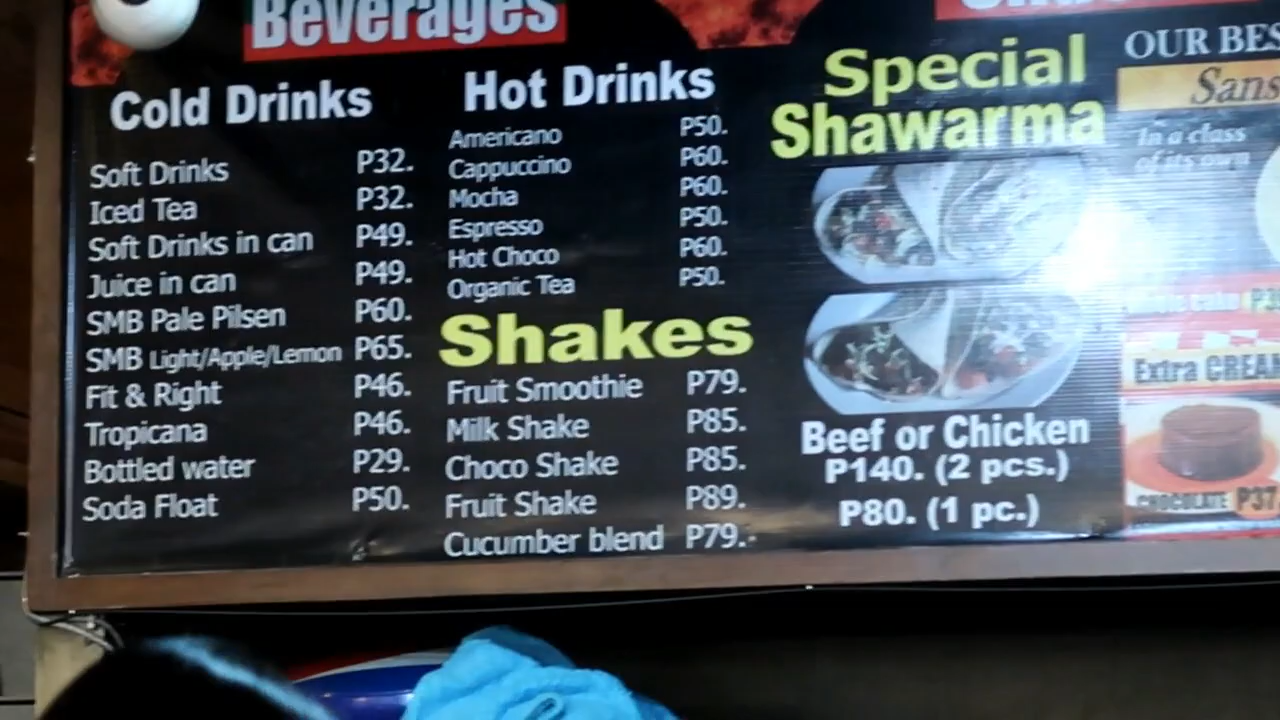 Beverages
Cold Drinks
Soft Drinks P32.
Iced Tea P32.
Soft Drinks in can P49.
Juice in can P49.
SMB Pale Pilsen P60.
SMB Light/Apple/Lemon P65.
Fit & Right P46.
Tropicana P46.
Bottled water P29.
Soda Float P50.
Hot Drinks
Americano P50.
Cappuccino P60.
Mocha P60.
Espresso P50.
Hot Choco P60.
Organic Tea P50.
Shakes
Fruit Smoothie P79.
Milk Shake P85.
Choco Shake P85.
Fruit Shake P89.
Cucumber blend P79.
Special
Shawarma
Beef or Chicken
P140. (2 pcs.)
P80. (1 pc.)
OUR BES
Sans
In a class
of its own
Extra CREAM
CHOCOLATE P37